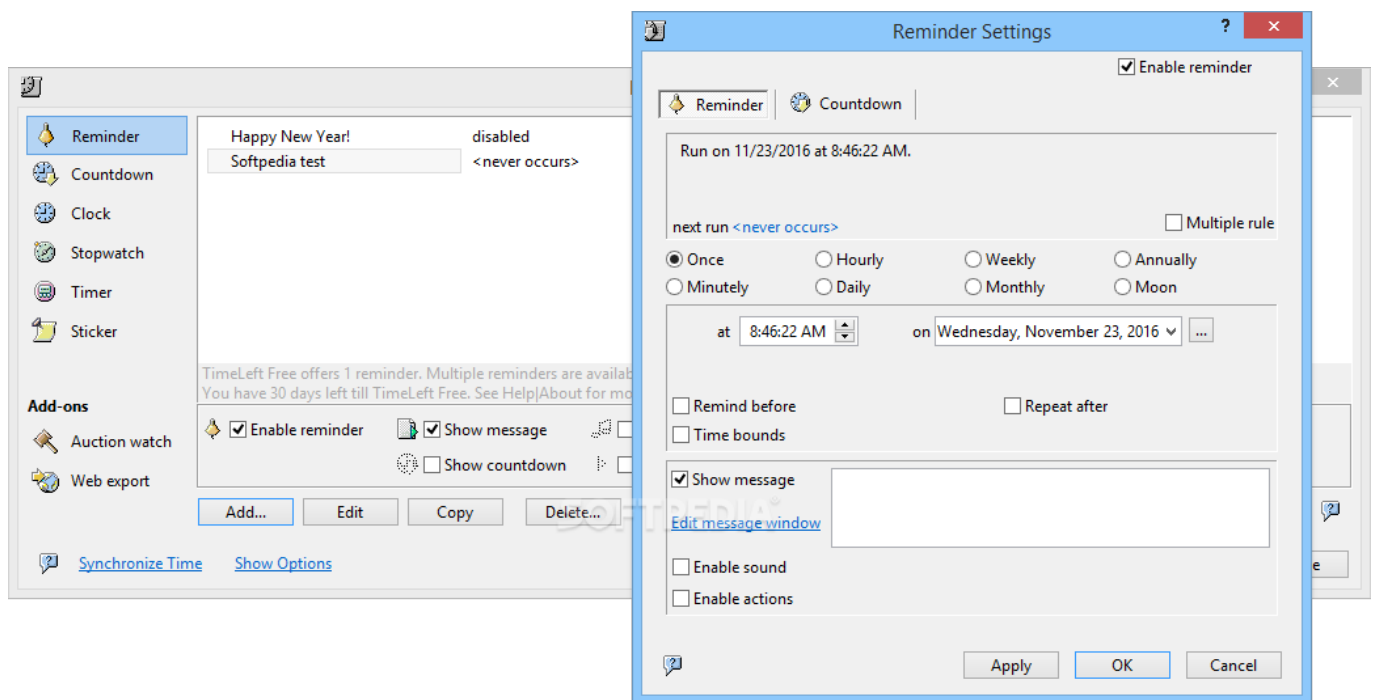 Reminder Settings
?
Enable reminder
Reminder
Countdown
Run on 11/23/2016 at 8:46:22 AM.
next run <never occurs>
Multiple rule
Once
Hourly
Weekly
Annually
Minutely
Daily
Monthly
Moon
at 8:46:22 AM on Wednesday, November 23, 2016 ...
Remind before
Repeat after
Time bounds
Show message
Edit message window
Enable sound
Enable actions
Apply
OK
Cancel
Reminder
Countdown
Clock
Stopwatch
Timer
Sticker
Add-ons
Auction watch
Web export
Happy New Year! disabled
Softpedia test <never occurs>
TimeLeft Free offers 1 reminder. Multiple reminders are
You have 30 days left till TimeLeft Free. See Help|About for
Enable reminder
Show message
Show countdown
Add...
Edit
Copy
Delete...
SOFTPEDIA
Synchronize Time
Show Options